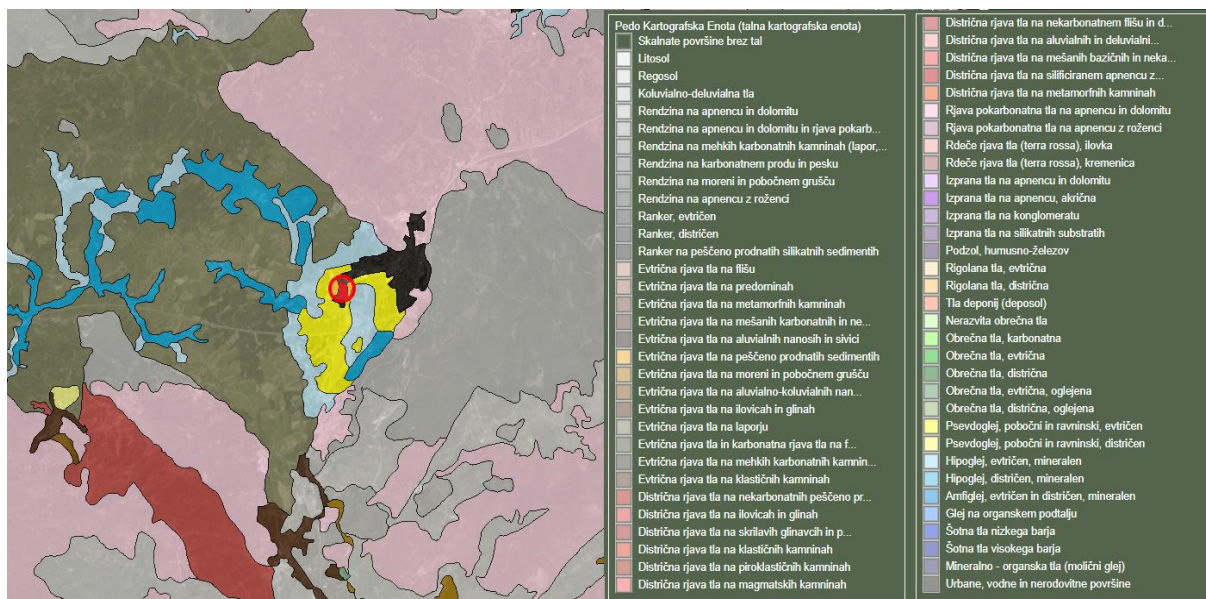 Pedo Kartografska Enota (talna kartografska enota)
Skalnate površine brez tal
Litosol
Regosol
Koluvialno-deluvialna tla
Rendzina na apnencu in dolomitu
Rendzina na apnencu in dolomitu in rjava pokarb...
Rendzina na mehkih karbonatnih kamninah (lapor,...
Rendzina na karbonatnem produ in pesku
Rendzina na moreni in pobočnem grušču
Rendzina na apnencu z roženci
Ranker, evtričen
Ranker, distričen
Ranker na peščeno prodnatih silikatnih sedimentih
Evtrična rjava tla na flišu
Evtrična rjava tla na predominah
Evtrična rjava tla na metamorfnih kamninah
Evtrična rjava tla na mešanih karbonatnih in ne...
Evtrična rjava tla na aluvialnih nanosih in sivici
Evtrična rjava tla na peščeno prodnatih sedimentih
Evtrična rjava tla na moreni in pobočnem grušču
Evtrična rjava tla na aluvialno-koluvialnih nan...
Evtrična rjava tla na ilovicah in glinah
Evtrična rjava tla na laporju
Evtrična rjava tla in karbonatna rjava tla na f...
Evtrična rjava tla na mehkih karbonatnih kamnin...
Evtrična rjava tla na klastičnih kamninah
Distrična rjava tla na nekarbonatnih peščeno pr...
Distrična rjava tla na ilovicah in glinah
Distrična rjava tla na skrilavih glinavcih in p...
Distrična rjava tla na klastičnih kamninah
Distrična rjava tla na piroklastičnih kamninah
Distrična rjava tla na magmatskih kamninah
Distrična rjava tla na nekarbonatnem flišu in d...
Distrična rjava tla na aluvialnih in deluvialni...
Distrična rjava tla na mešanih bazičnih in neka...
Distrična rjava tla na silificiranem apnencu z...
Distrična rjava tla na metamorfnih kamninah
Rjava pokarbonatna tla na apnencu in dolomitu
Rjava pokarbonatna tla na apnencu z roženci
Rdeče rjava tla (terra rossa), ilovka
Rdeče rjava tla (terra rossa), kremenica
Izprana tla na apnencu in dolomitu
Izprana tla na apnencu, akrična
Izprana tla na konglomeratu
Izprana tla na silikatnih substratih
Podzol, humusno-železov
Rigolana tla, evtrična
Rigolana tla, distrična
Tla deponij (deposol)
Nerazvita obrečna tla
Obrečna tla, karbonatna
Obrečna tla, evtrična
Obrečna tla, distrična
Obrečna tla, evtrična, oglejena
Obrečna tla, distrična, oglejena
Psevdoglej, pobočni in ravninski, evtričen
Psevdoglej, pobočni in ravninski, distričen
Hipoglej, evtričen, mineralen
Hipoglej, distričen, mineralen
Amfiglej, evtričen in distričen, mineralen
Glej na organskem podtalju
Šotna tla nizkega barja
Šotna tla visokega barja
Mineralno - organska tla (molični glej)
Urbane, vodne in nerodovitne površine